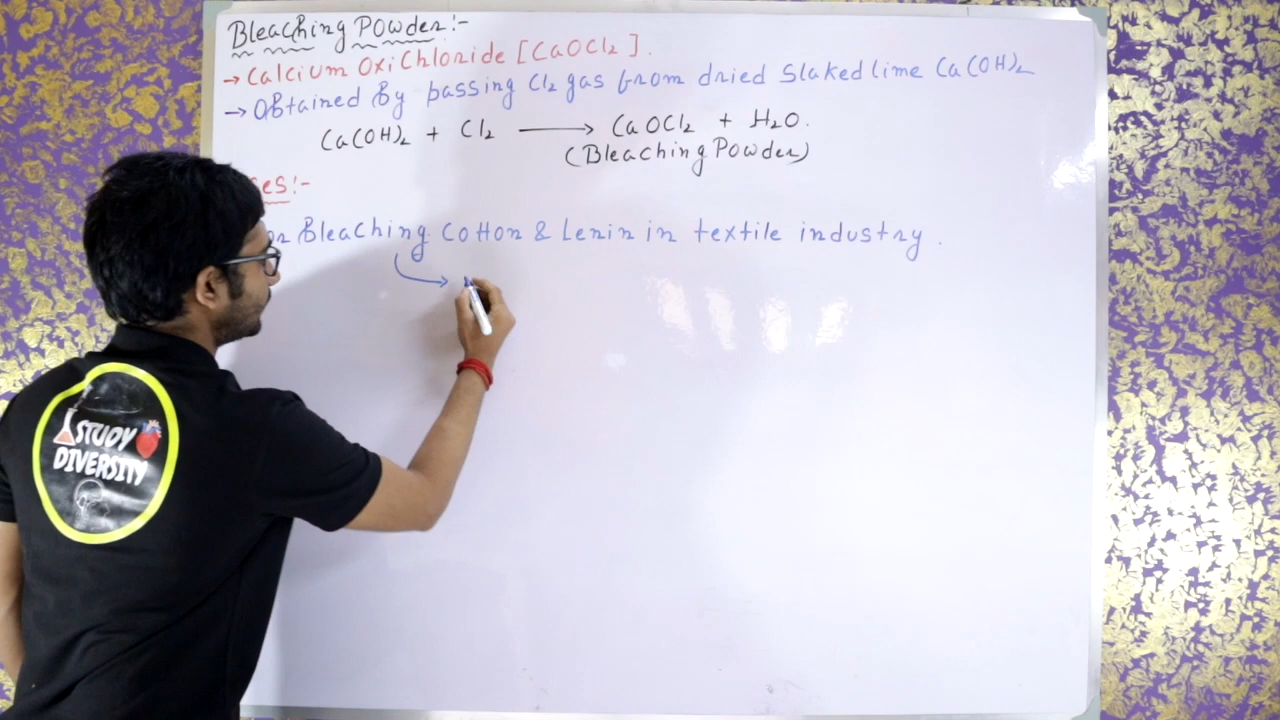 Bleaching Powder:-
→ Calcium OxiChloride [CaOCl₂].
→ Obtained By passing Cl₂ gas from dried Slaked lime Ca(OH)₂
Ca(OH)₂ + Cl₂ ⟶ CaOCl₂ + H₂O.
(Bleaching Powder)
Bleaching Cotton & Lenin in textile industry.
STUDY
DIVERSITY